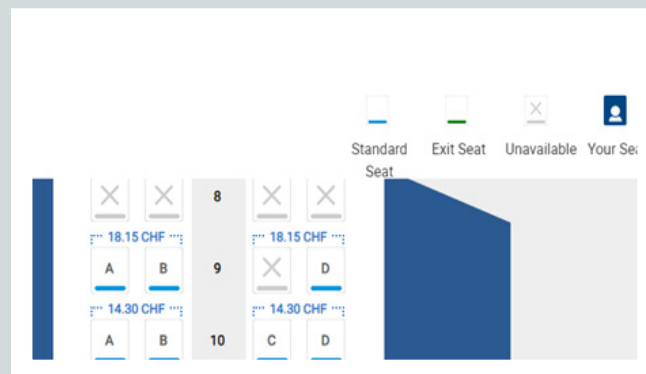 Standard Seat
Exit Seat
Unavailable
Your Sea
8
18.15 CHF 18.15 CHF
A B 9 D
14.30 CHF 14.30 CHF
A B 10 C D